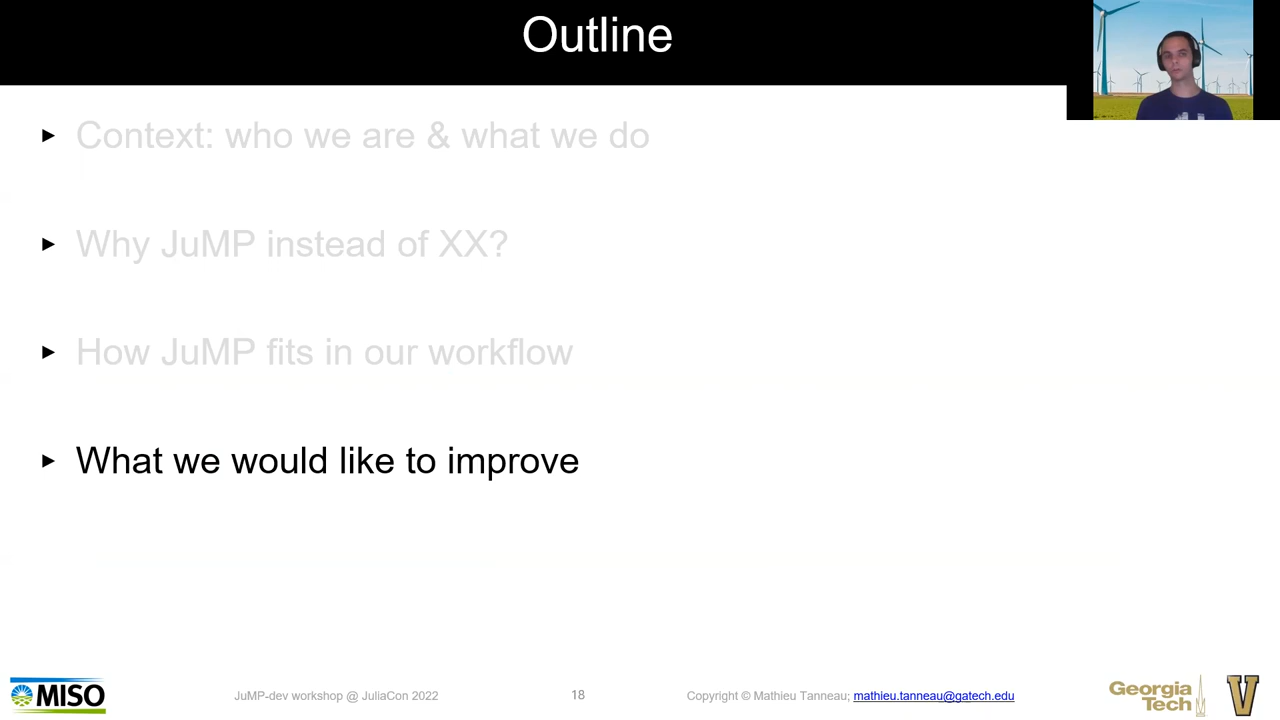 Outline
Context: who we are & what we do
Why JuMP instead of XX?
How JuMP fits in our workflow
What we would like to improve
MISO
JuMP-dev workshop @ JuliaCon 2022
18
Copyright © Mathieu Tanneau; mathieu.tanneau@gatech.edu
Georgia
Tech
V